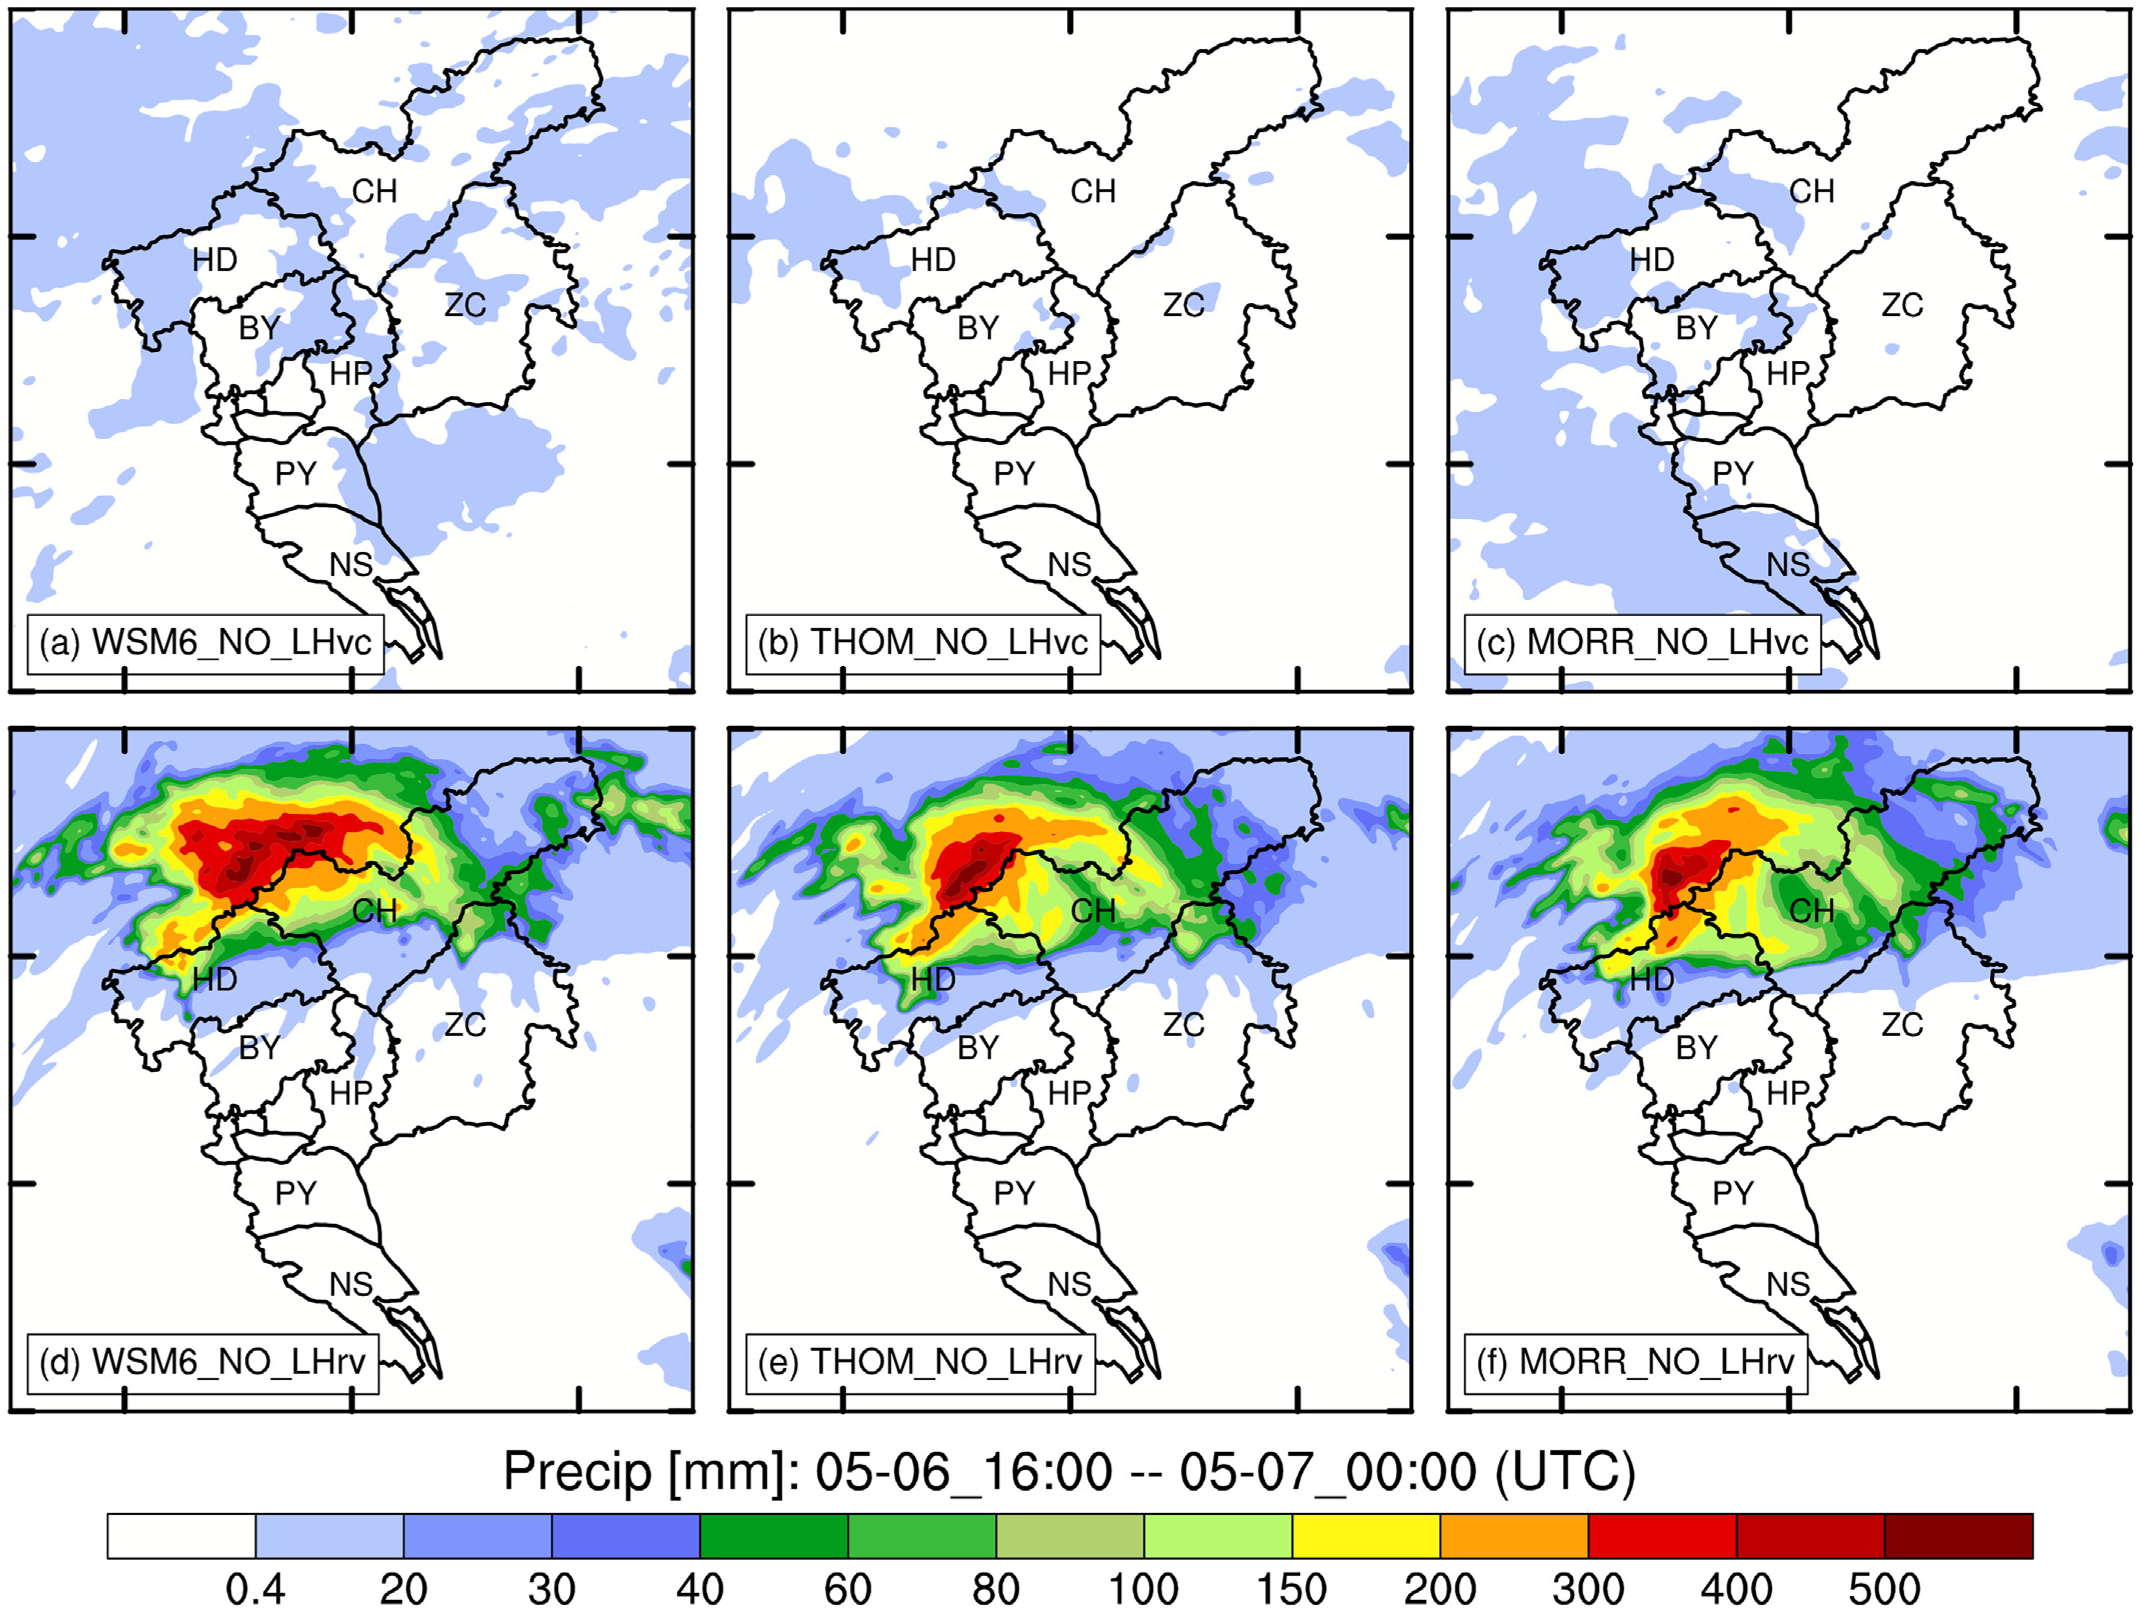 CH
HD
ZC
BY
HP
PY
NS
(a) WSM6_NO_LHvc
CH
HD
ZC
BY
HP
PY
NS
(b) THOM_NO_LHvc
CH
HD
ZC
BY
HP
PY
NS
(c) MORR_NO_LHvc
CH
HD
ZC
BY
HP
PY
NS
(d) WSM6_NO_LHrv
CH
HD
ZC
BY
HP
PY
NS
(e) THOM_NO_LHrv
CH
HD
ZC
BY
HP
PY
NS
(f) MORR_NO_LHrv
Precip [mm]: 05-06_16:00 -- 05-07_00:00 (UTC)
0.4 20 30 40 60 80 100 150 200 300 400 500